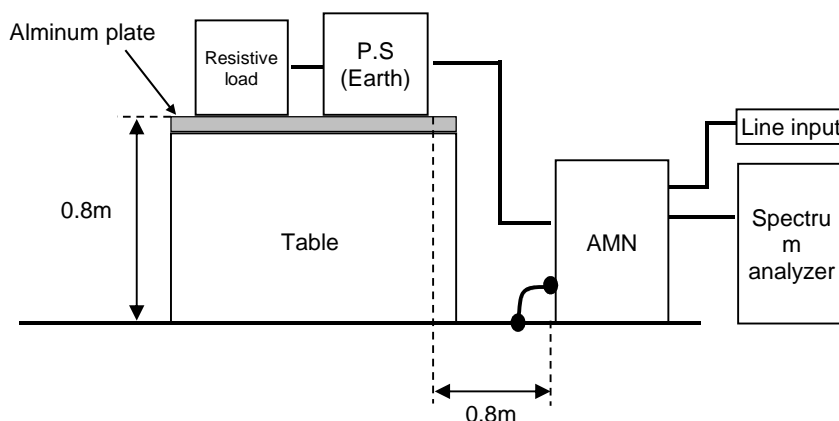 Alminum plate
Resistive
load
P.S
(Earth)
Line input
0.8m
Table
AMN
Spectru
m
analyzer
0.8m